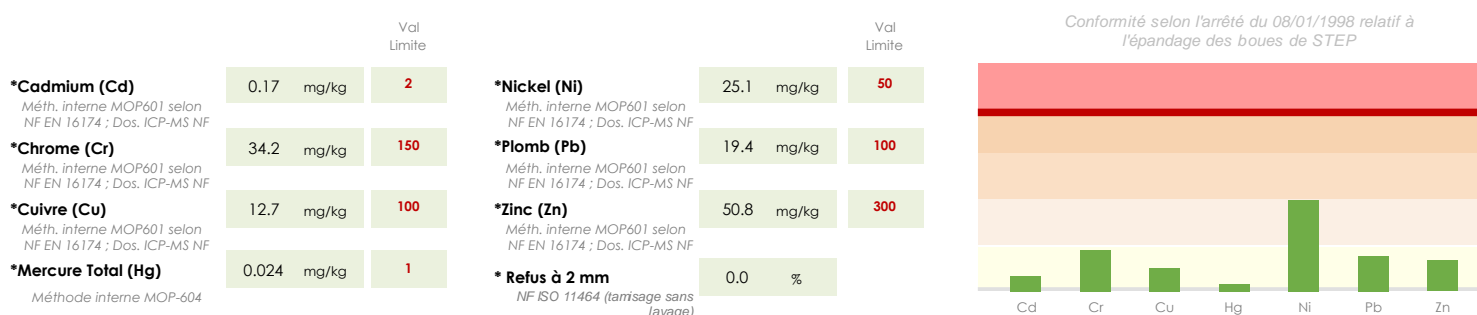 Val
Limite
*Cadmium (Cd) 0.17 mg/kg 2
Méth. interne MOP601 selon
NF EN 16174 ; Dos. ICP-MS NF
*Chrome (Cr) 34.2 mg/kg 150
Méth. interne MOP601 selon
NF EN 16174 ; Dos. ICP-MS NF
*Cuivre (Cu) 12.7 mg/kg 100
Méth. interne MOP601 selon
NF EN 16174 ; Dos. ICP-MS NF
*Mercure Total (Hg) 0.024 mg/kg 1
Méthode interne MOP-604
Val
Limite
*Nickel (Ni) 25.1 mg/kg 50
Méth. interne MOP601 selon
NF EN 16174 ; Dos. ICP-MS NF
*Plomb (Pb) 19.4 mg/kg 100
Méth. interne MOP601 selon
NF EN 16174 ; Dos. ICP-MS NF
*Zinc (Zn) 50.8 mg/kg 300
Méth. interne MOP601 selon
NF EN 16174 ; Dos. ICP-MS NF
* Refus à 2 mm 0.0 %
NF ISO 11464 (tamisage sans
lavage)
Conformité selon l'arrêté du 08/01/1998 relatif à
l'épandage des boues de STEP
Cd Cr Cu Hg Ni Pb Zn